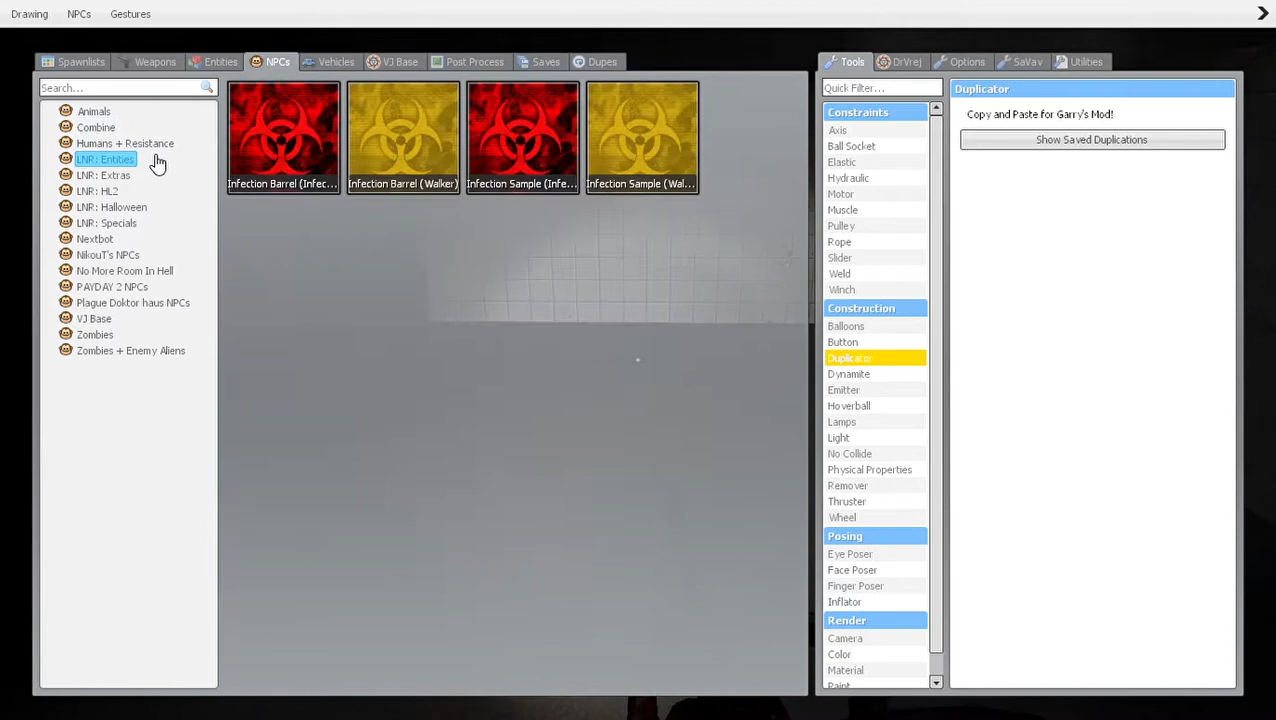 Drawing NPCs Gestures
Spawnlists Weapons Entities NPCs Vehicles VJ Base Post Process Saves Dupes
Tools DrVrej Options SaVav Utilities
Search...
Animals
Combine
Humans + Resistance
LNR: Entities
LNR: Extras
LNR: HL2
LNR: Halloween
LNR: Specials
Nextbot
NikouT's NPCs
No More Room In Hell
PAYDAY 2 NPCs
Plague Doktor haus NPCs
VJ Base
Zombies
Zombies + Enemy Aliens
Infection Barrel (Infec... Infection Barrel (Walker) Infection Sample (Infe... Infection Sample (Wal...
Quick Filter...
Constraints
Axis
Ball Socket
Elastic
Hydraulic
Motor
Muscle
Pulley
Rope
Slider
Weld
Winch
Construction
Balloons
Button
Duplicator
Dynamite
Emitter
Hoverball
Lamps
Light
No Collide
Physical Properties
Remover
Thruster
Wheel
Posing
Eye Poser
Face Poser
Finger Poser
Inflator
Render
Camera
Color
Material
Paint
Duplicator
Copy and Paste for Garry's Mod!
Show Saved Duplications